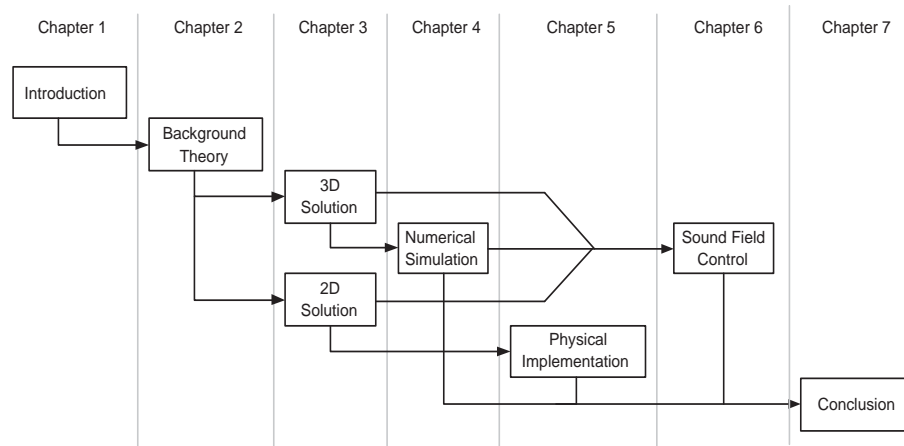 Chapter 1
Chapter 2
Chapter 3
Chapter 4
Chapter 5
Chapter 6
Chapter 7
Introduction
Background
Theory
3D
Solution
Numerical
Simulation
Sound Field
Control
2D
Solution
Physical
Implementation
Conclusion